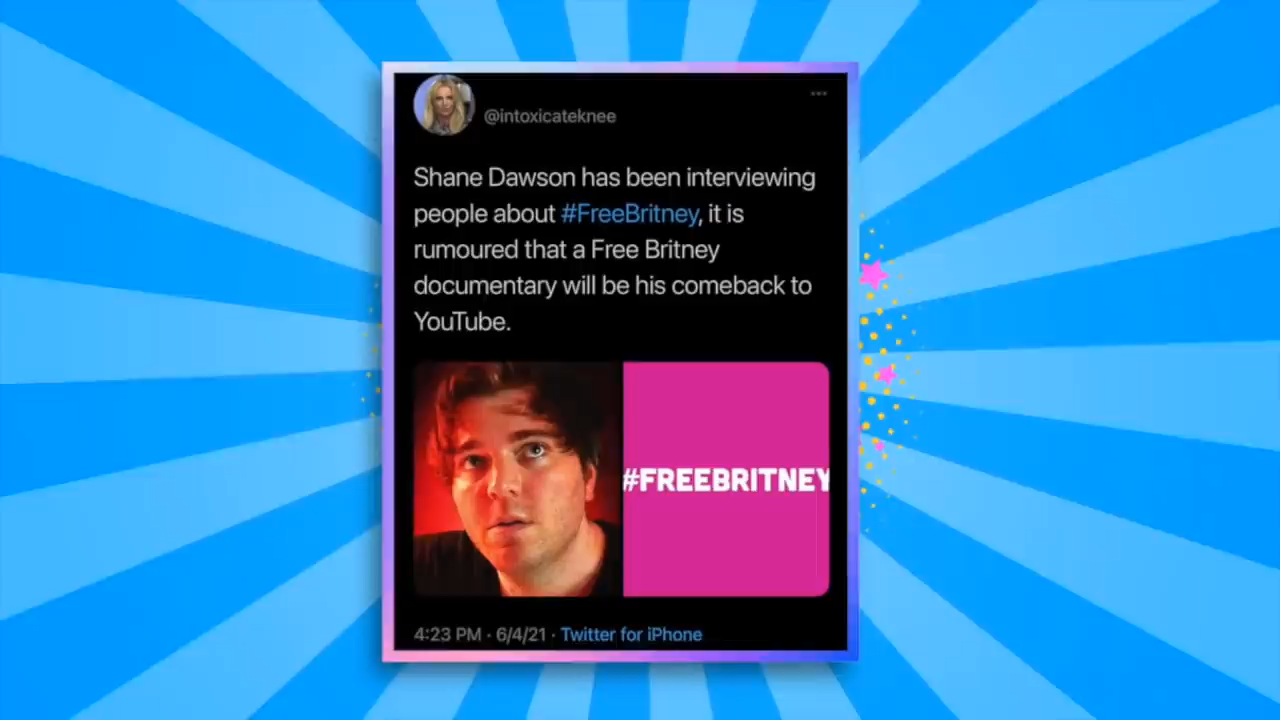 @intoxicateknee
Shane Dawson has been interviewing
people about #FreeBritney, it is
rumoured that a Free Britney
documentary will be his comeback to
YouTube.
#FREEBRITNEY
4:23 PM · 6/4/21 · Twitter for iPhone